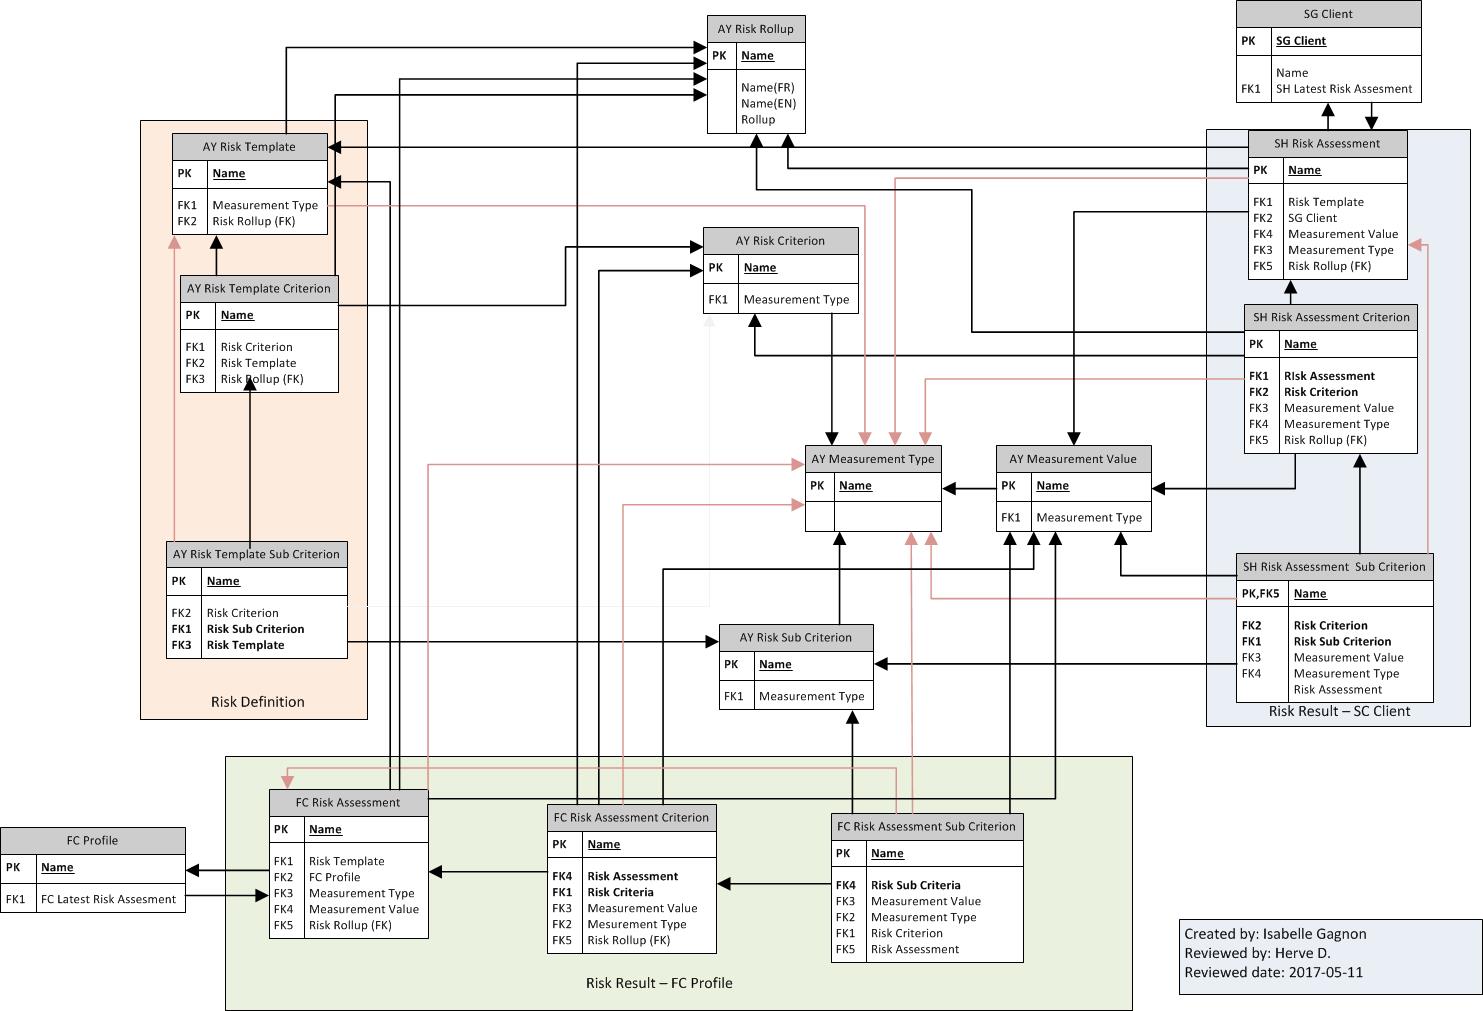 AY Risk Rollup
PK Name
Name(FR)
Name(EN)
Rollup
SG Client
PK SG Client
Name
FK1 SH Latest Risk Assesment
AY Risk Template
PK Name
FK1 Measurement Type
FK2 Risk Rollup (FK)
AY Risk Template Criterion
PK Name
FK1 Risk Criterion
FK2 Risk Template
FK3 Risk Rollup (FK)
AY Risk Template Sub Criterion
PK Name
FK2 Risk Criterion
FK1 Risk Sub Criterion
FK3 Risk Template
Risk Definition
AY Risk Criterion
PK Name
FK1 Measurement Type
AY Measurement Type
PK Name
AY Measurement Value
PK Name
FK1 Measurement Type
AY Risk Sub Criterion
PK Name
FK1 Measurement Type
SH Risk Assessment
PK Name
FK1 Risk Template
FK2 SG Client
FK4 Measurement Value
FK3 Measurement Type
FK5 Risk Rollup (FK)
SH Risk Assessment Criterion
PK Name
FK1 RIsk Assessment
FK2 Risk Criterion
FK3 Measurement Value
FK4 Measurement Type
FK5 Risk Rollup (FK)
SH Risk Assessment Sub Criterion
PK,FK5 Name
FK2 Risk Criterion
FK1 Risk Sub Criterion
FK3 Measurement Value
FK4 Measurement Type
Risk Assessment
Risk Result – SC Client
FC Profile
PK Name
FK1 FC Latest Risk Assesment
FC Risk Assessment
PK Name
FK1 Risk Template
FK2 FC Profile
FK3 Measurement Type
FK4 Measurement Value
FK5 Risk Rollup (FK)
FC Risk Assessment Criterion
PK Name
FK4 Risk Assessment
FK1 Risk Criteria
FK3 Measurement Value
FK2 Mesurement Type
FK5 Risk Rollup (FK)
FC Risk Assessment Sub Criterion
PK Name
FK4 Risk Sub Criteria
FK3 Measurement Value
FK2 Measurement Type
FK1 Risk Criterion
FK5 Risk Assessment
Risk Result – FC Profile
Created by: Isabelle Gagnon
Reviewed by: Herve D.
Reviewed date: 2017-05-11